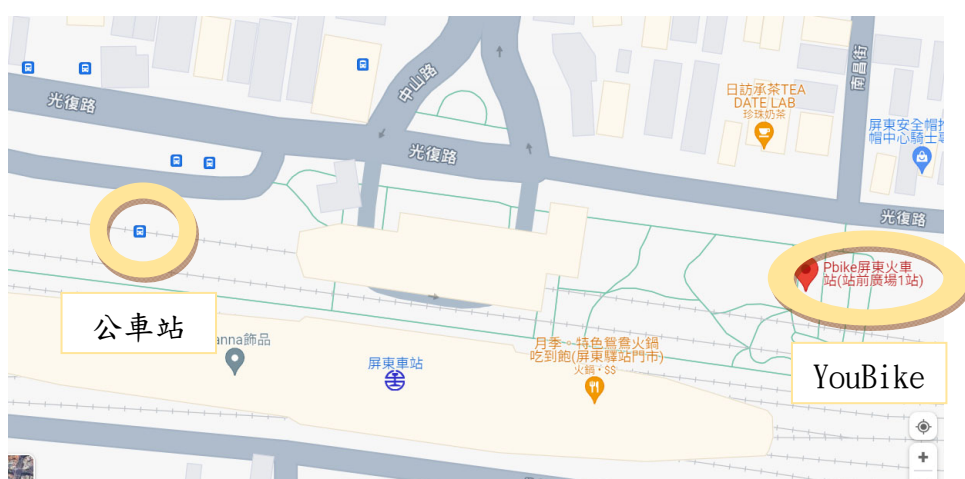 日訪承茶TEA
DATE LAB
珍珠奶茶
南昌街
屏東安全帽
帽中心騎士
中山路
光復路
光復路
光復路
Pbike屏東火車
站(站前廣場1站)
公車站
anna飾品
屏東車站
月季。特色鴛鴦火鍋
吃到飽(屏東驛站門市)
火鍋·$$
YouBike
+